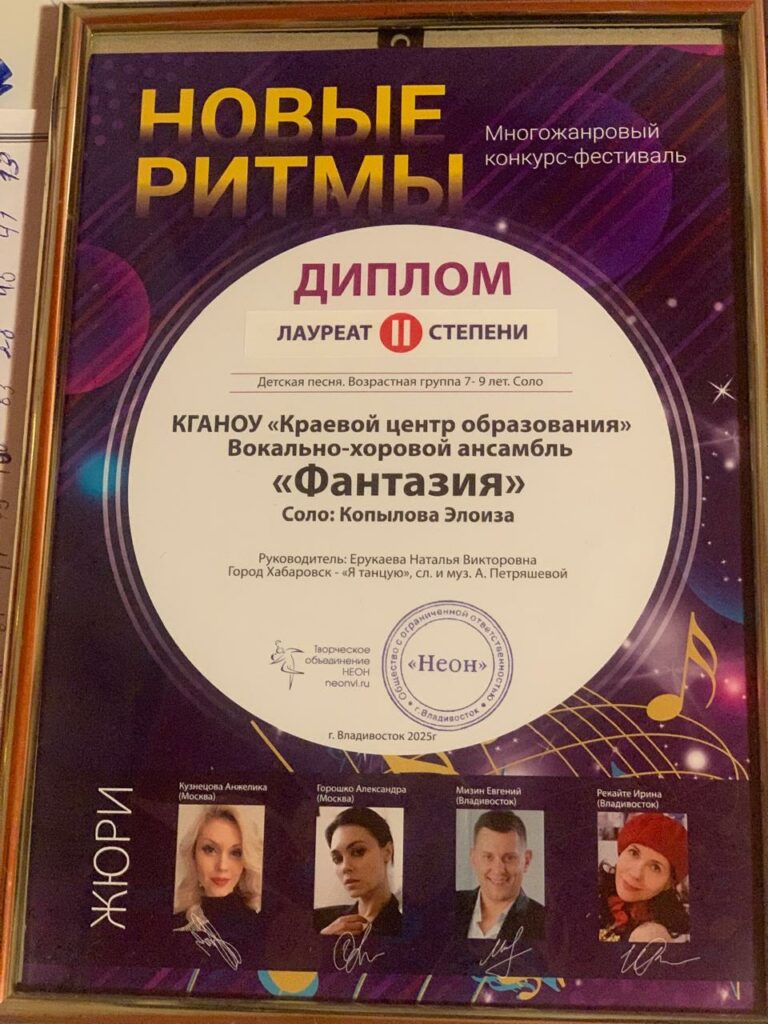 НОВЫЕ
РИТМЫ
Многожанровый
конкурс-фестиваль
ДИПЛОМ
ЛАУРЕАТ II СТЕПЕНИ
Детская песня. Возрастная группа 7- 9 лет. Соло
КГАНОУ «Краевой центр образования»
Вокально-хоровой ансамбль
«Фантазия»
Соло: Копылова Элоиза
Руководитель: Ерукаева Наталья Викторовна
Город Хабаровск - «Я танцую», сл. и муз. А. Петряшевой
Творческое
объединение
НЕОН
neonvl.ru
Общество с ограниченной ответственностью
«Неон»
г. Владивосток
г. Владивосток 2025г
ЖЮРИ
Кузнецова Анжелика
(Москва)
Горошко Александра
(Москва)
Мизин Евгений
(Владивосток)
Рекайте Ирина
(Владивосток)